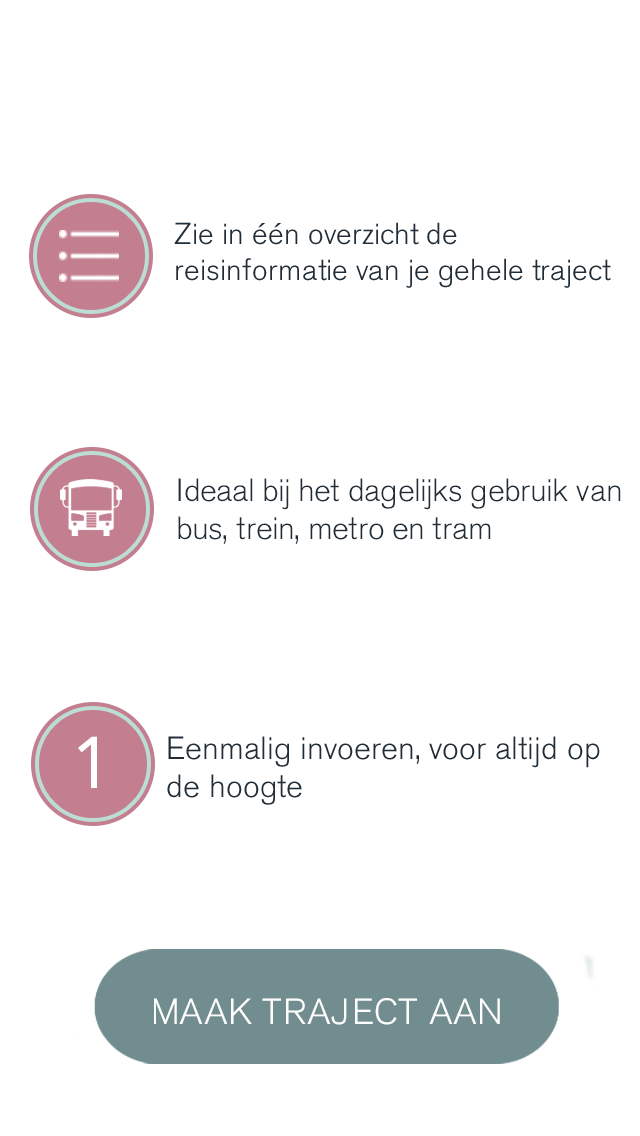 Zie in één overzicht de
reisinformatie van je gehele traject
Ideaal bij het dagelijks gebruik van
bus, trein, metro en tram
1
Eenmalig invoeren, voor altijd op
de hoogte
MAAK TRAJECT AAN